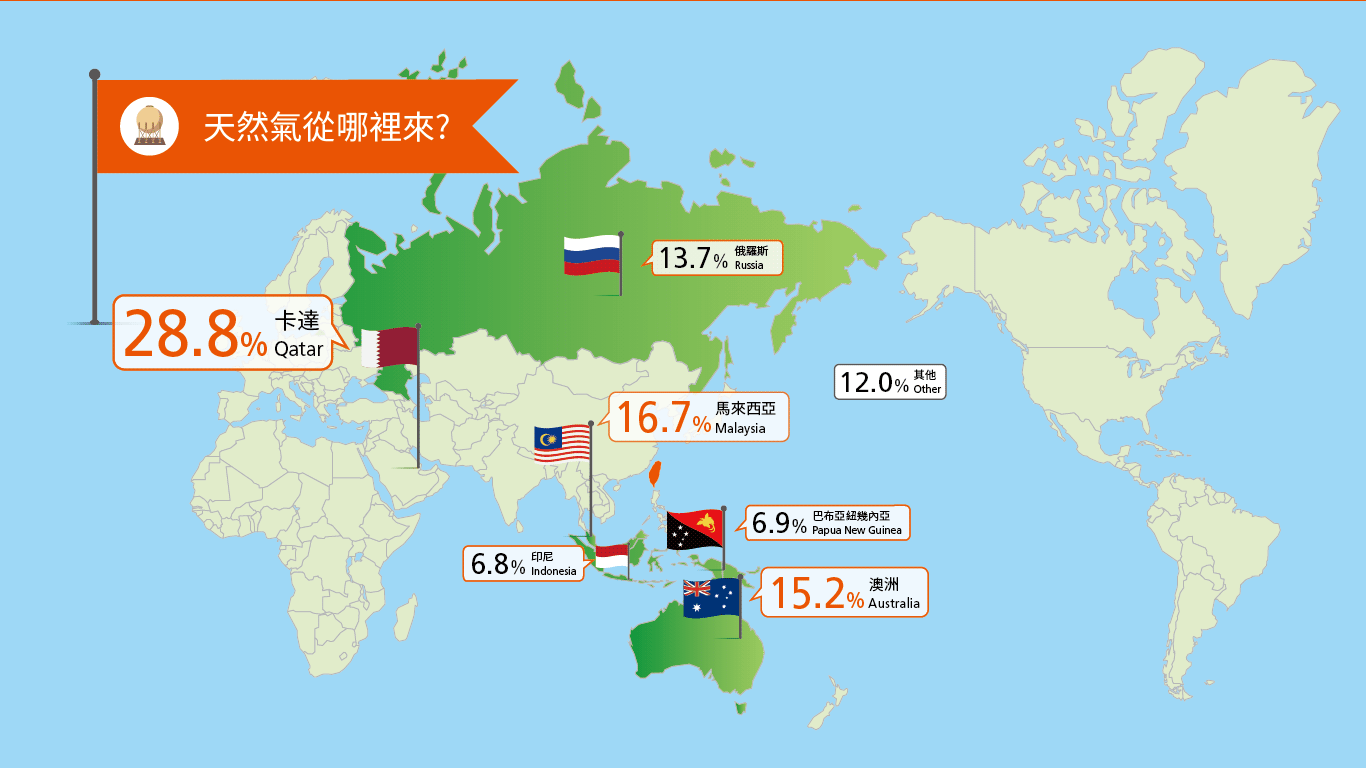 天然氣從哪裡來?
13.7% 俄羅斯
Russia
28.8% 卡達
Qatar
12.0% 其他
Other
16.7% 馬來西亞
Malaysia
6.9% 巴布亞紐幾內亞
Papua New Guinea
6.8% 印尼
Indonesia
15.2% 澳洲
Australia